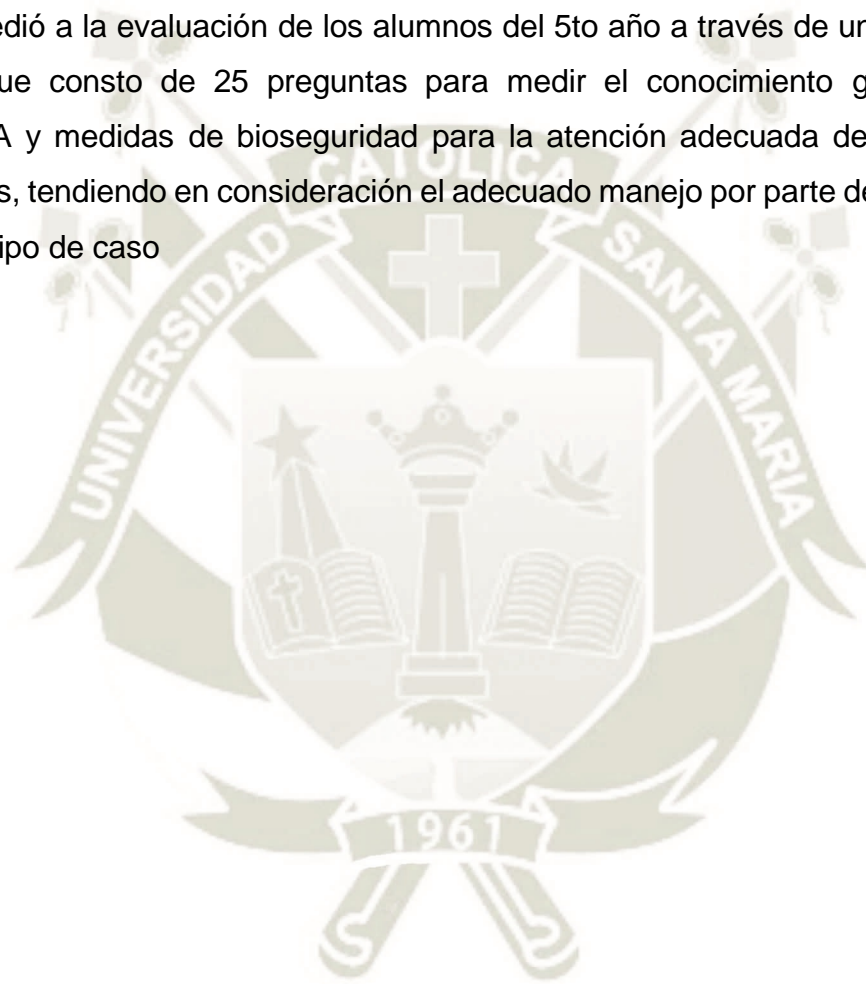 edió a la evaluación de los alumnos del 5to año a través de un
ue consto de 25 preguntas para medir el conocimiento g
A y medidas de bioseguridad para la atención adecuada de
s, tendiendo en consideración el adecuado manejo por parte de
ipo de caso
UNIVERSIDAD CATOLICA SANTA MARIA
1961